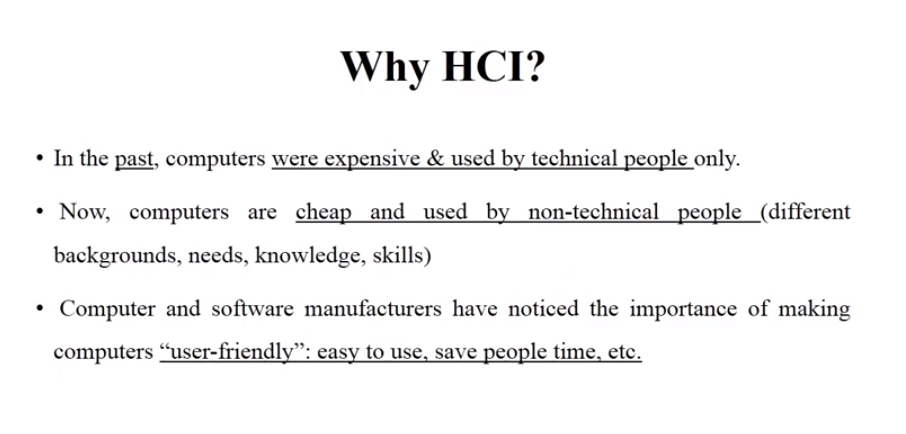 Why HCI?
• In the past, computers were expensive & used by technical people only.
• Now, computers are cheap and used by non-technical people (different
backgrounds, needs, knowledge, skills)
• Computer and software manufacturers have noticed the importance of making
computers “user-friendly”: easy to use, save people time, etc.